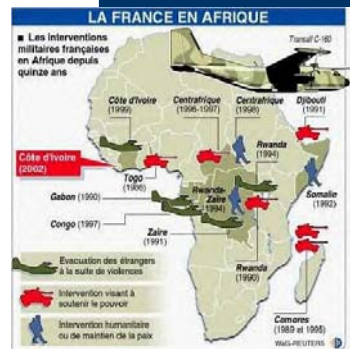 LA FRANCE EN AFRIQUE
■ Les interventions
militaires françaises
en Afrique depuis
quinze ans
Transall C-160
Côte d'Ivoire
(1999)
Centrafrique
(1996-1997)
Centrafrique
(1998)
Djibouti
(1991)
Rwanda
(1994)
Côte d'Ivoire
(2002)
Togo
(1986)
Gabon (1990)
Rwanda-
Zaïre
(1994)
Somalie
(1992)
Congo (1997)
Zaïre
(1991)
Rwanda
(1990)
Evacuation des étrangers
à la suite de violences
Intervention visant à
soutenir le pouvoir
Comores
(1989 et 1995)
Intervention humanitaire
ou de maintien de la paix